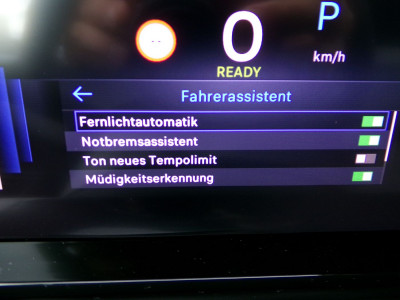 0
P
km/h
READY
Fahrerassistent
Fernlichtautomatik
Notbremsassistent
Ton neues Tempolimit
Müdigkeitserkennung